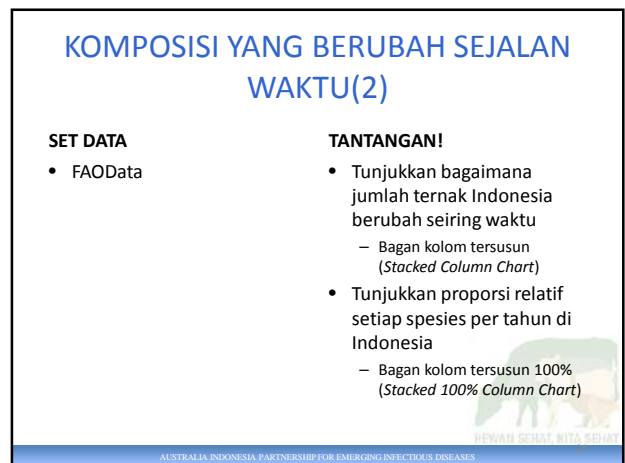 KOMPOSISI YANG BERUBAH SEJALAN
WAKTU(2)
SET DATA
• FAOData
TANTANGAN!
• Tunjukkan bagaimana
jumlah ternak Indonesia
berubah seiring waktu
– Bagan kolom tersusun
(Stacked Column Chart)
• Tunjukkan proporsi relatif
setiap spesies per tahun di
Indonesia
– Bagan kolom tersusun 100%
(Stacked 100% Column Chart)
HEWAN SEHAT, KITA SEHAT
AUSTRALIA INDONESIA PARTNERSHIP FOR EMERGING INFECTIOUS DISEASES